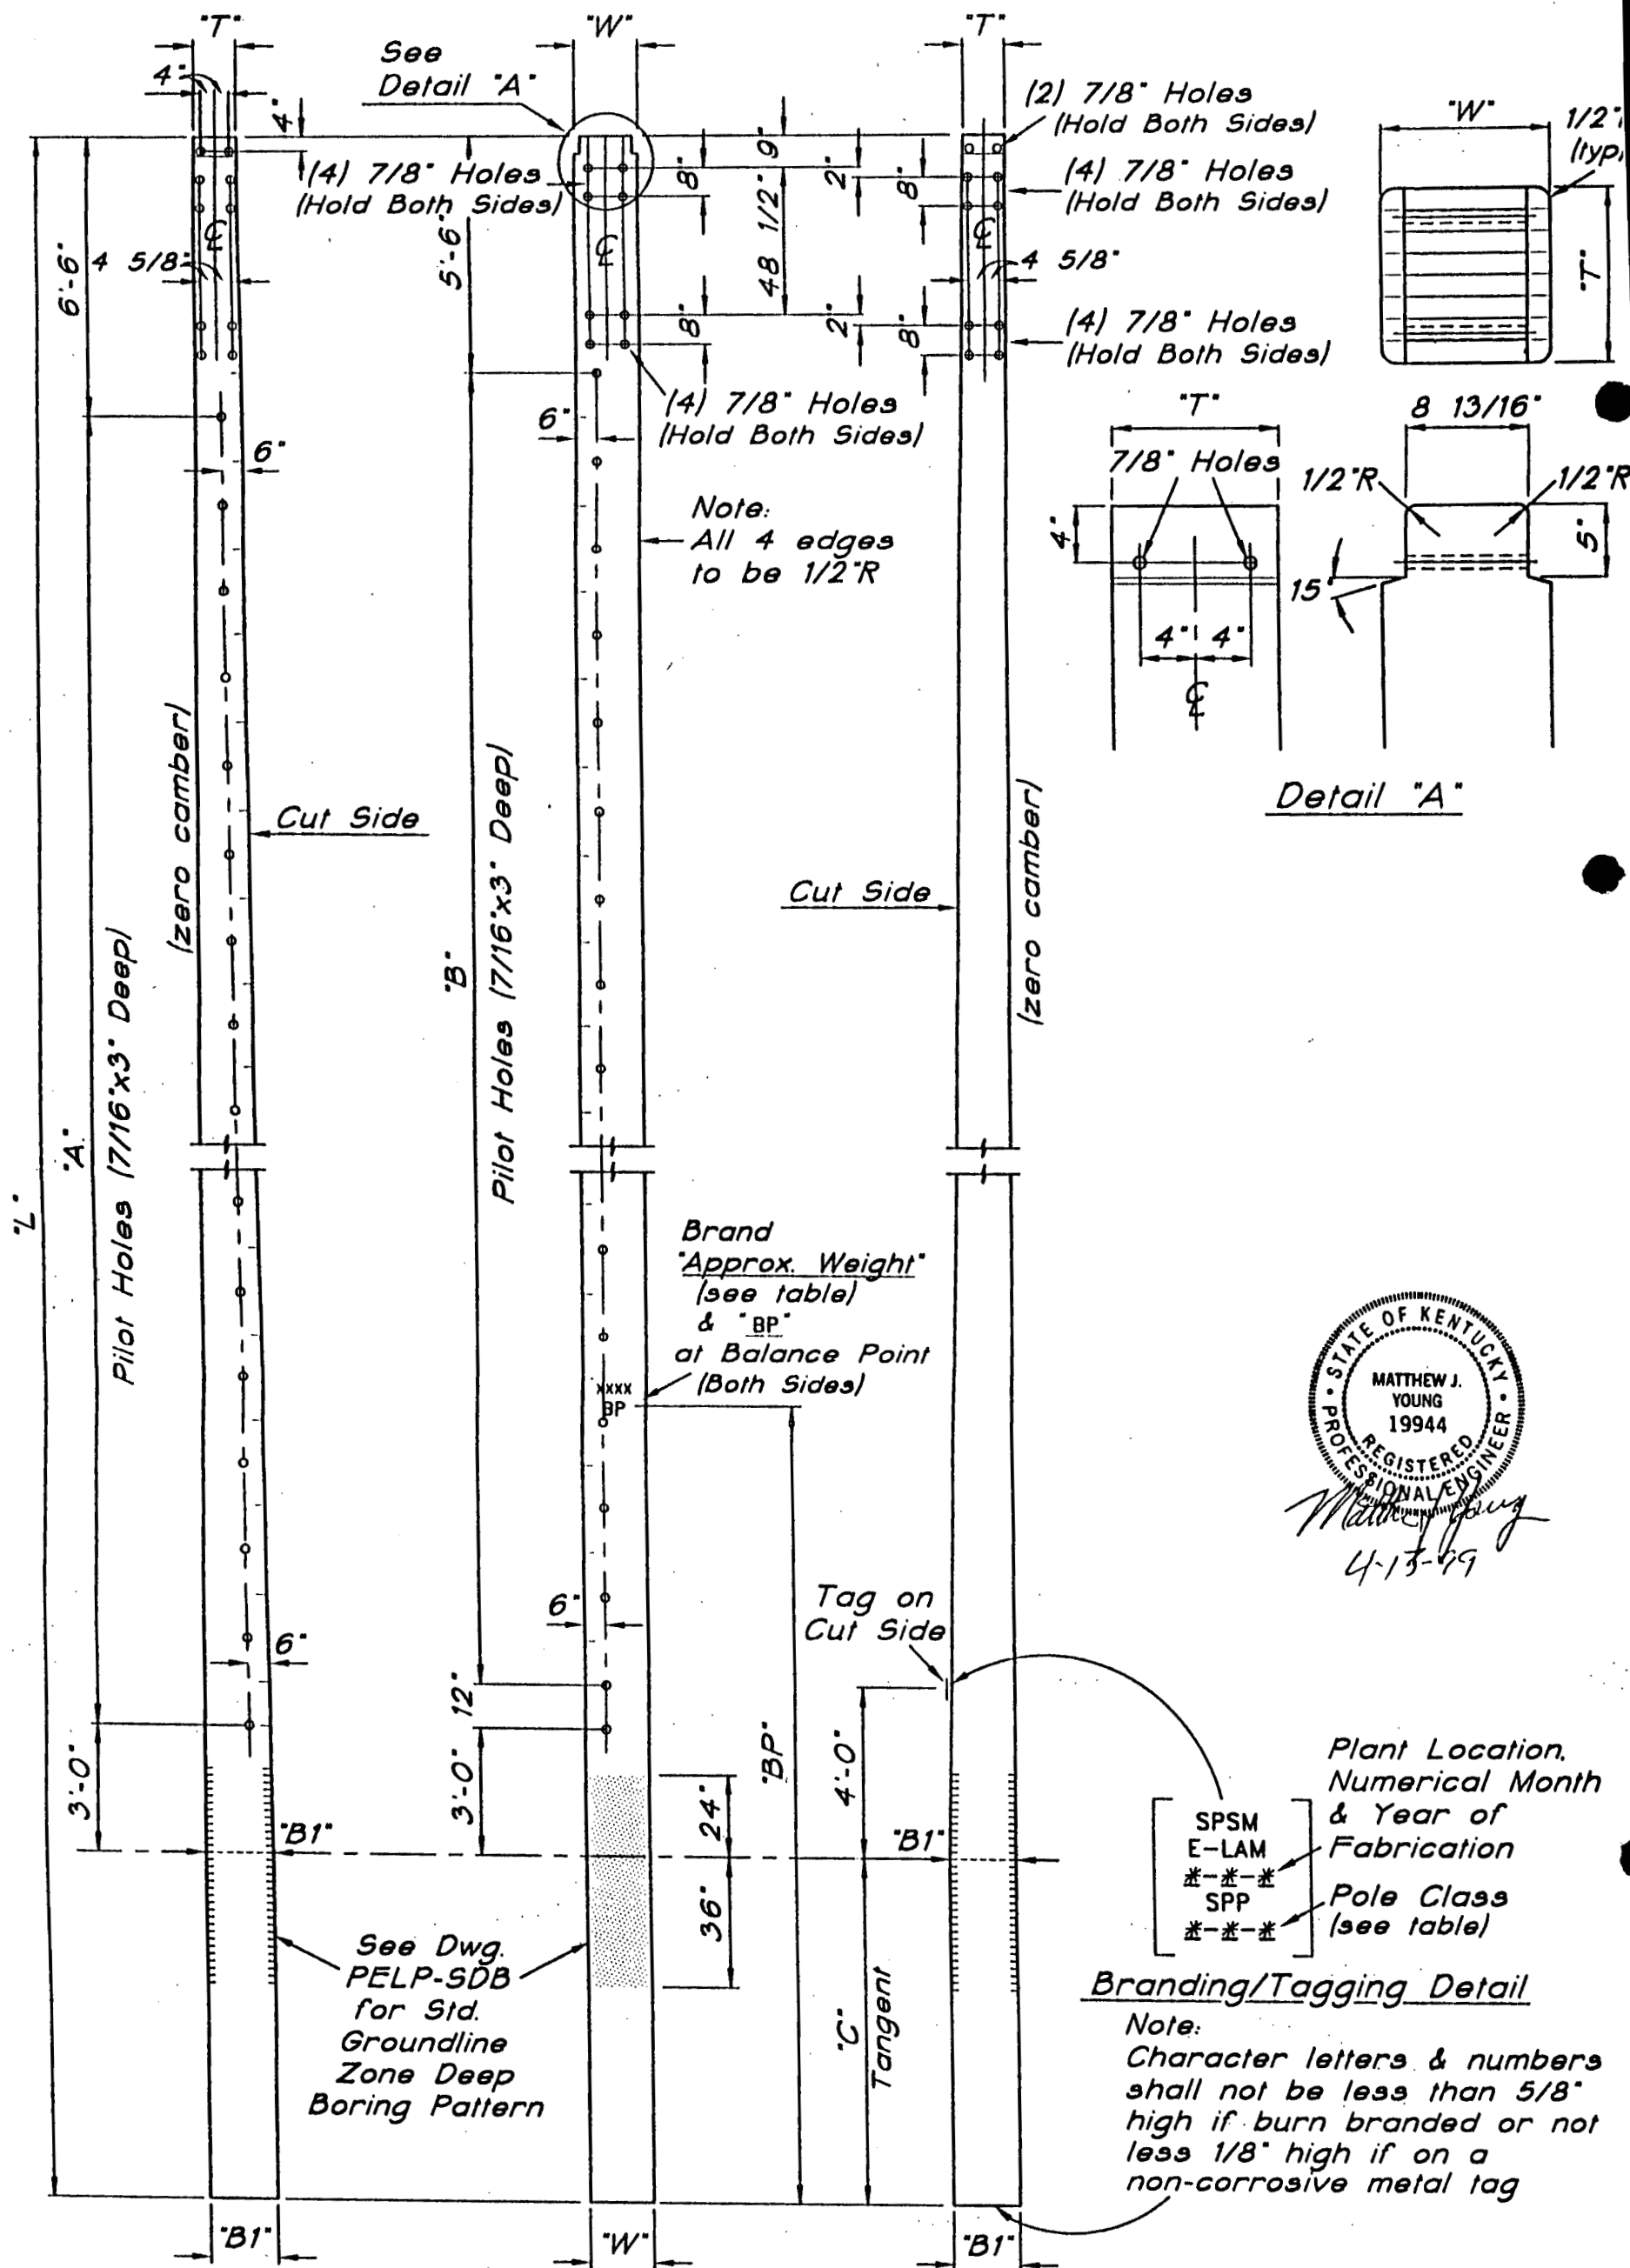 "T"
"W"
"T"
See
Detail "A"
4"
4"
(4) 7/8" Holes
(Hold Both Sides)
8"
9"
48 1/2"
2"
8"
(2) 7/8" Holes
(Hold Both Sides)
(4) 7/8" Holes
(Hold Both Sides)
4 5/8"
4 5/8"
6'-6"
5'-6"
8"
2"
8"
(4) 7/8" Holes
(Hold Both Sides)
(4) 7/8" Holes
(Hold Both Sides)
6"
6"
Note:
All 4 edges
to be 1/2"R
"W"
"T"
"T"
7/8" Holes
8 13/16"
1/2"R
1/2"R
4"
5"
15°
4" 4"
Detail "A"
(zero camber)
Cut Side
"L"
"A"
Pilot Holes (7/16"x3" Deep)
"B"
Pilot Holes (7/16"x3" Deep)
Cut Side
(zero camber)
Brand
"Approx. Weight"
(see table)
& "BP"
at Balance Point
(Both Sides)
XXXX
BP
STATE OF KENTUCKY
MATTHEW J.
YOUNG
19944
REGISTERED
PROFESSIONAL ENGINEER
6"
6"
12"
3'-0"
3'-0"
Tag on
Cut Side
"BP"
4'-0"
24"
36"
"B1"
"B1"
"C"
Tangent
See Dwg.
PELP-SDB
for Std.
Groundline
Zone Deep
Boring Pattern
SPSM
E-LAM
*-*-*
SPP
*-*-*
Plant Location,
Numerical Month
& Year of
Fabrication
Pole Class
(see table)
Branding/Tagging Detail
Note:
Character letters & numbers
shall not be less than 5/8"
high if burn branded or not
less 1/8" high if on a
non-corrosive metal tag
"B1"
"W"
"B1"